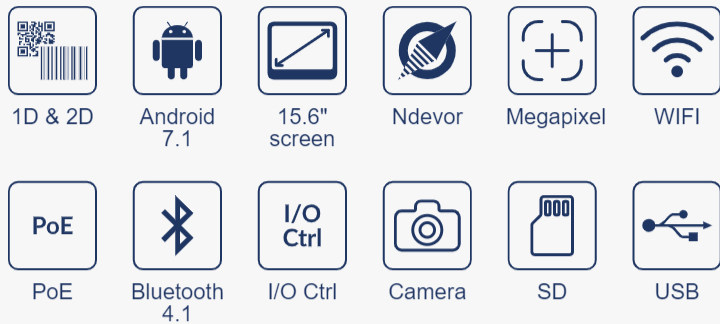 1D & 2D
Android
7.1
15.6"
screen
Ndevor
Megapixel
WIFI
PoE
I/O
Ctrl
PoE
Bluetooth
4.1
I/O Ctrl
Camera
SD
USB